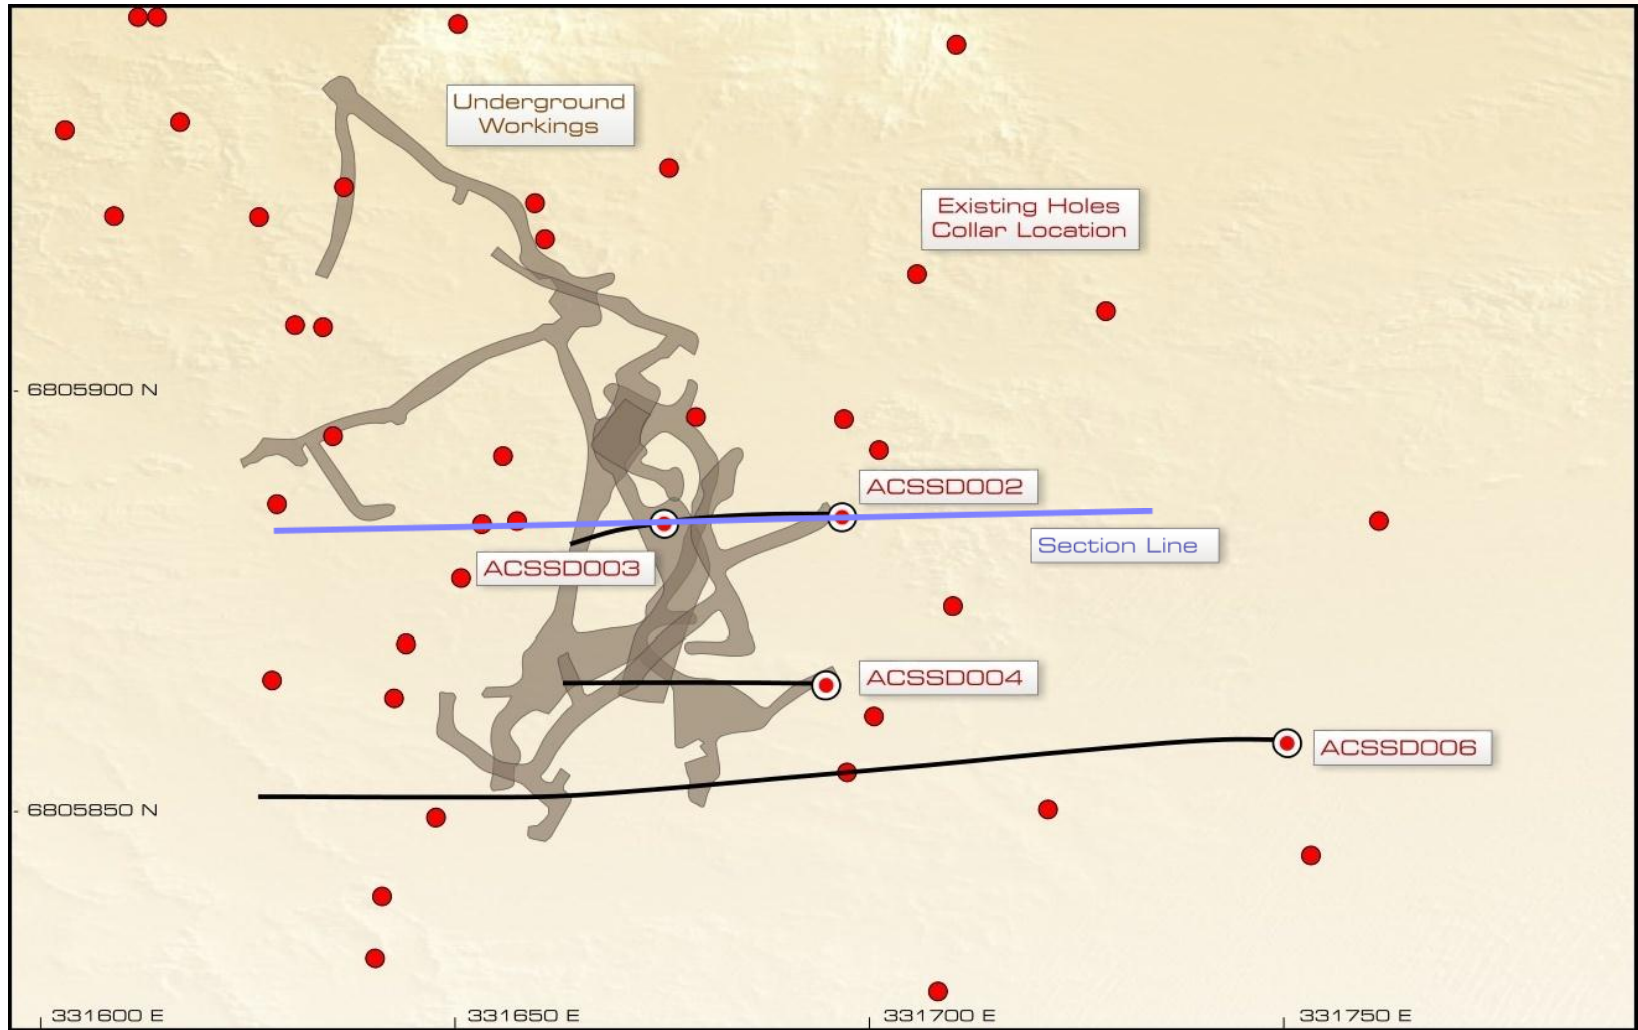 Underground
Workings
Existing Holes
Collar Location
- 6805900 N
ACSSD002
Section Line
ACSSD003
ACSSD004
ACSSD006
- 6805850 N
331600 E
331650 E
331700 E
331750 E